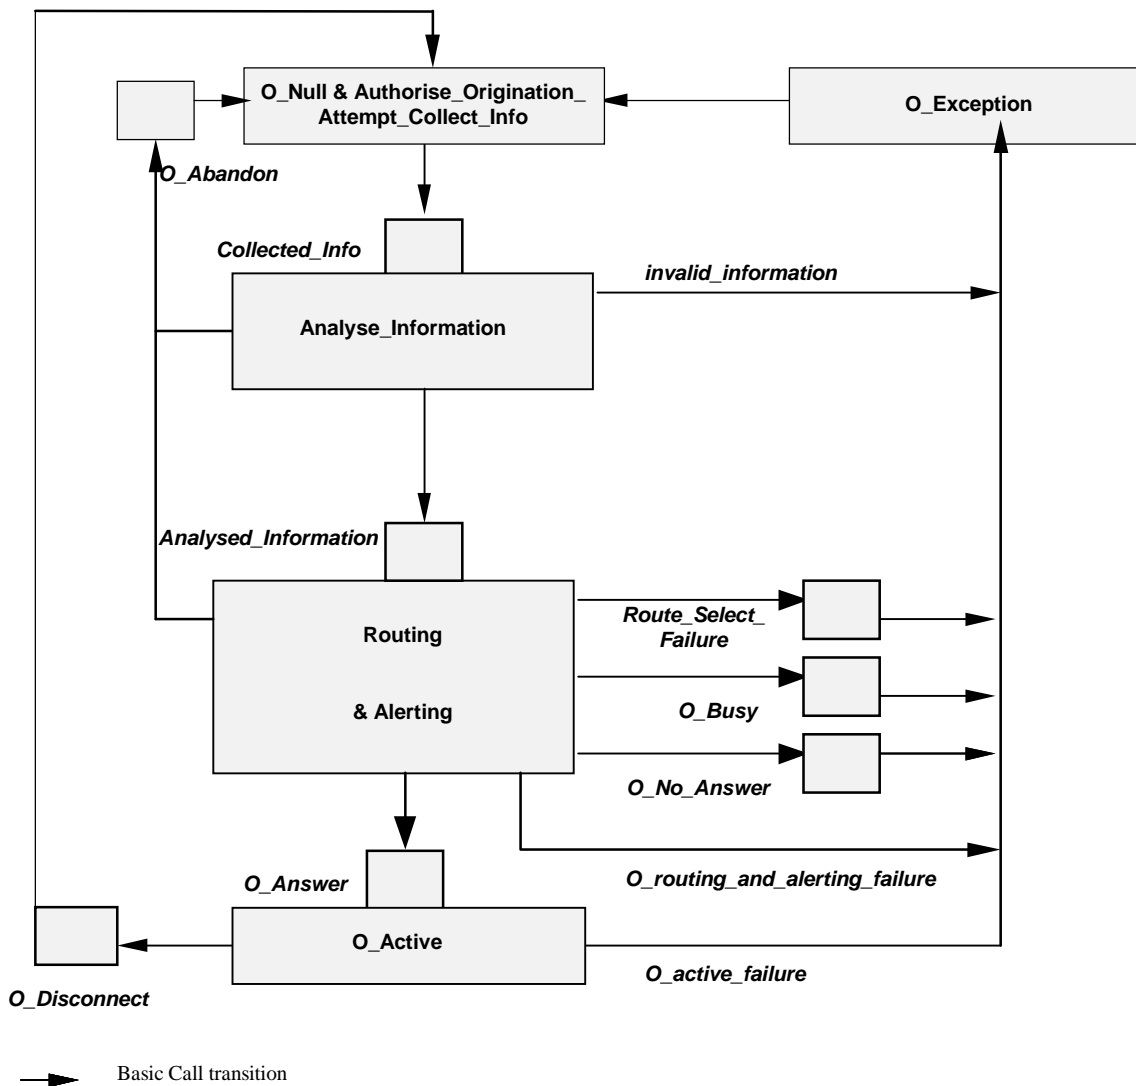 O_Null & Authorise_Origination_
Attempt_Collect_Info
O_Exception
O_Abandon
Collected_Info
invalid_information
Analyse_Information
Analysed_Information
Routing
& Alerting
Route_Select_
Failure
O_Busy
O_No_Answer
O_routing_and_alerting_failure
O_Answer
O_Active
O_active_failure
O_Disconnect
Basic Call transition